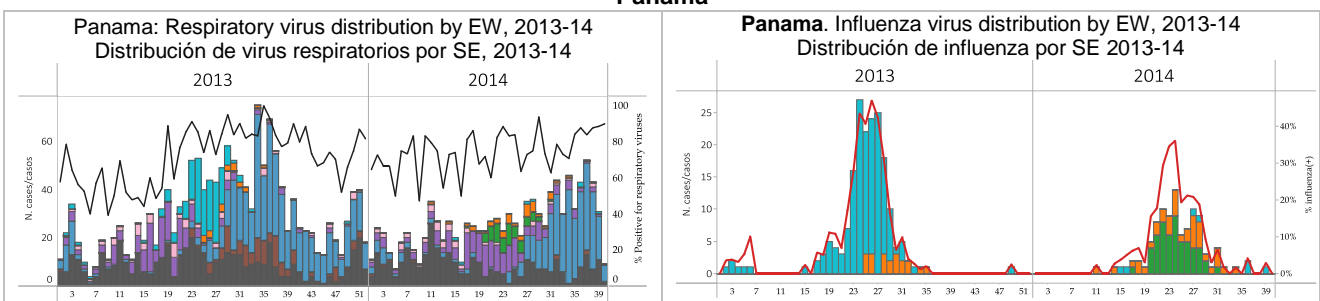 Panama
Panama: Respiratory virus distribution by EW, 2013-14
Distribución de virus respiratorios por SE, 2013-14
2013 2014
100
80
60
40
20
0
60
40
20
0
N. cases/casos
% Positive for respiratory viruses
3 7 11 15 19 23 27 31 35 39 43 47 51 3 7 11 15 19 23 27 31 35 39
Panama. Influenza virus distribution by EW, 2013-14
Distribución de influenza por SE 2013-14
2013 2014
25
20
15
10
5
0
N. cases/casos
40%
30%
20%
10%
0%
% influenza(+)
3 7 11 15 19 23 27 31 35 39 43 47 51 3 7 11 15 19 23 27 31 35 39